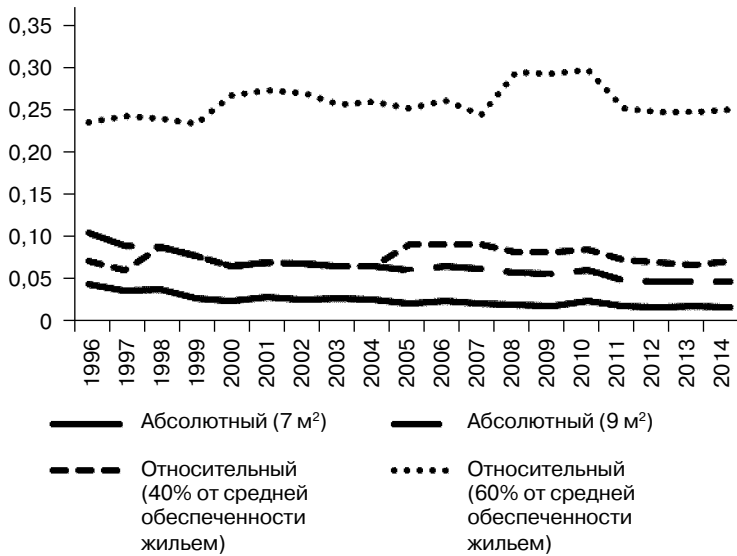 0,35
0,30
0,25
0,20
0,15
0,10
0,05
0
1996
1997
1998
1999
2000
2001
2002
2003
2004
2005
2006
2007
2008
2009
2010
2011
2012
2013
2014
Абсолютный (7 м²)
Абсолютный (9 м²)
Относительный
(40% от средней
обеспеченности
жильем)
Относительный
(60% от средней
обеспеченности
жильем)